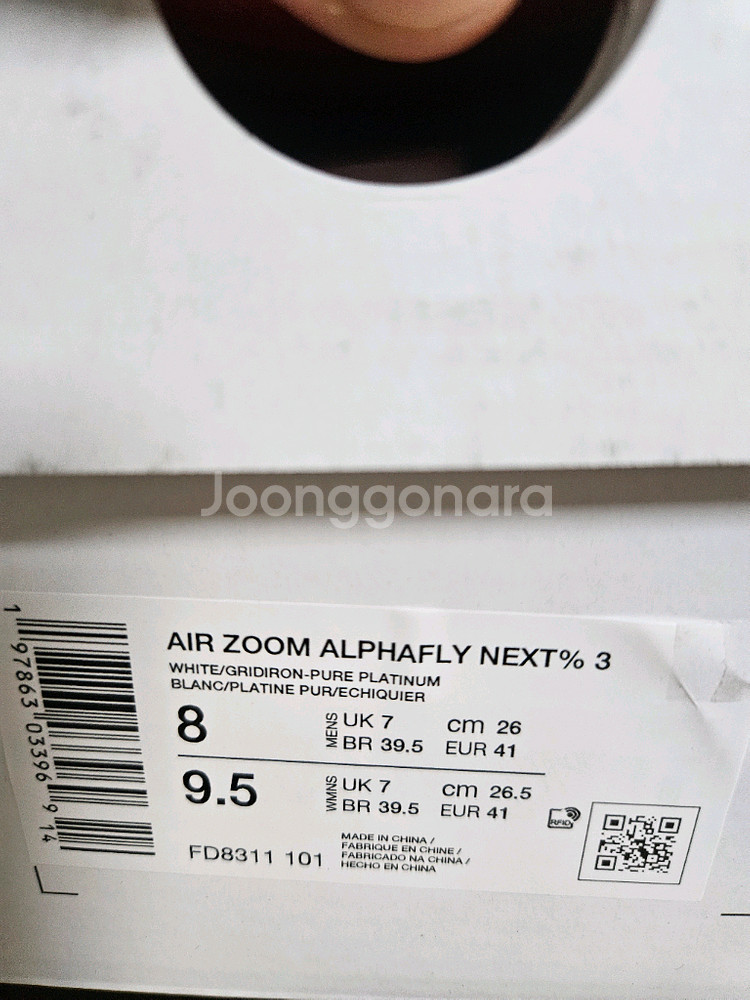 Joonggonara
AIR ZOOM ALPHAFLY NEXT% 3
WHITE/GRIDIRON-PURE PLATINUM
BLANC/PLATINE PUR/ECHIQUIER
8 MENS UK 7 cm 26
BR 39.5 EUR 41
9.5 WMNS UK 7 cm 26.5
BR 39.5 EUR 41
RFID
FD8311 101
MADE IN CHINA /
FABRIQUE EN CHINE /
FABRICADO NA CHINA /
HECHO EN CHINA
1 97863 03396 9 14